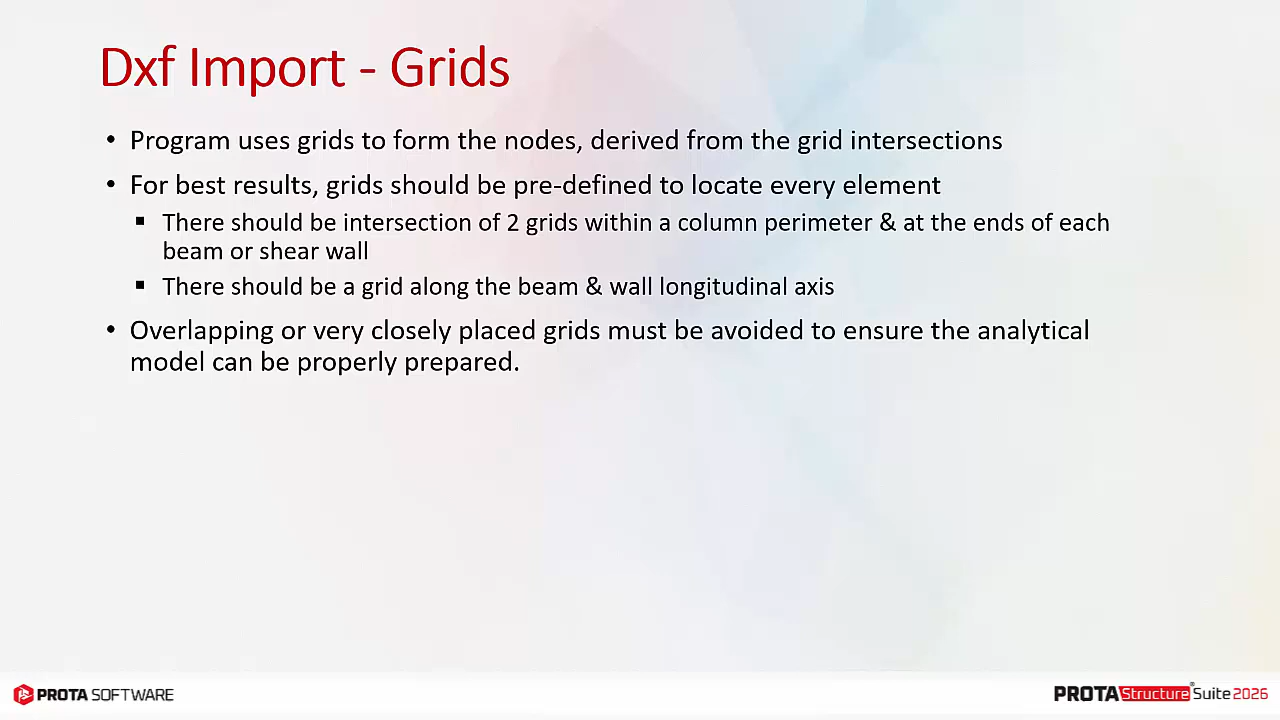 Dxf Import - Grids
• Program uses grids to form the nodes, derived from the grid intersections
• For best results, grids should be pre-defined to locate every element
▪ There should be intersection of 2 grids within a column perimeter & at the ends of each
beam or shear wall
▪ There should be a grid along the beam & wall longitudinal axis
• Overlapping or very closely placed grids must be avoided to ensure the analytical
model can be properly prepared.
PROTA SOFTWARE
PROTAStructure®Suite 2026